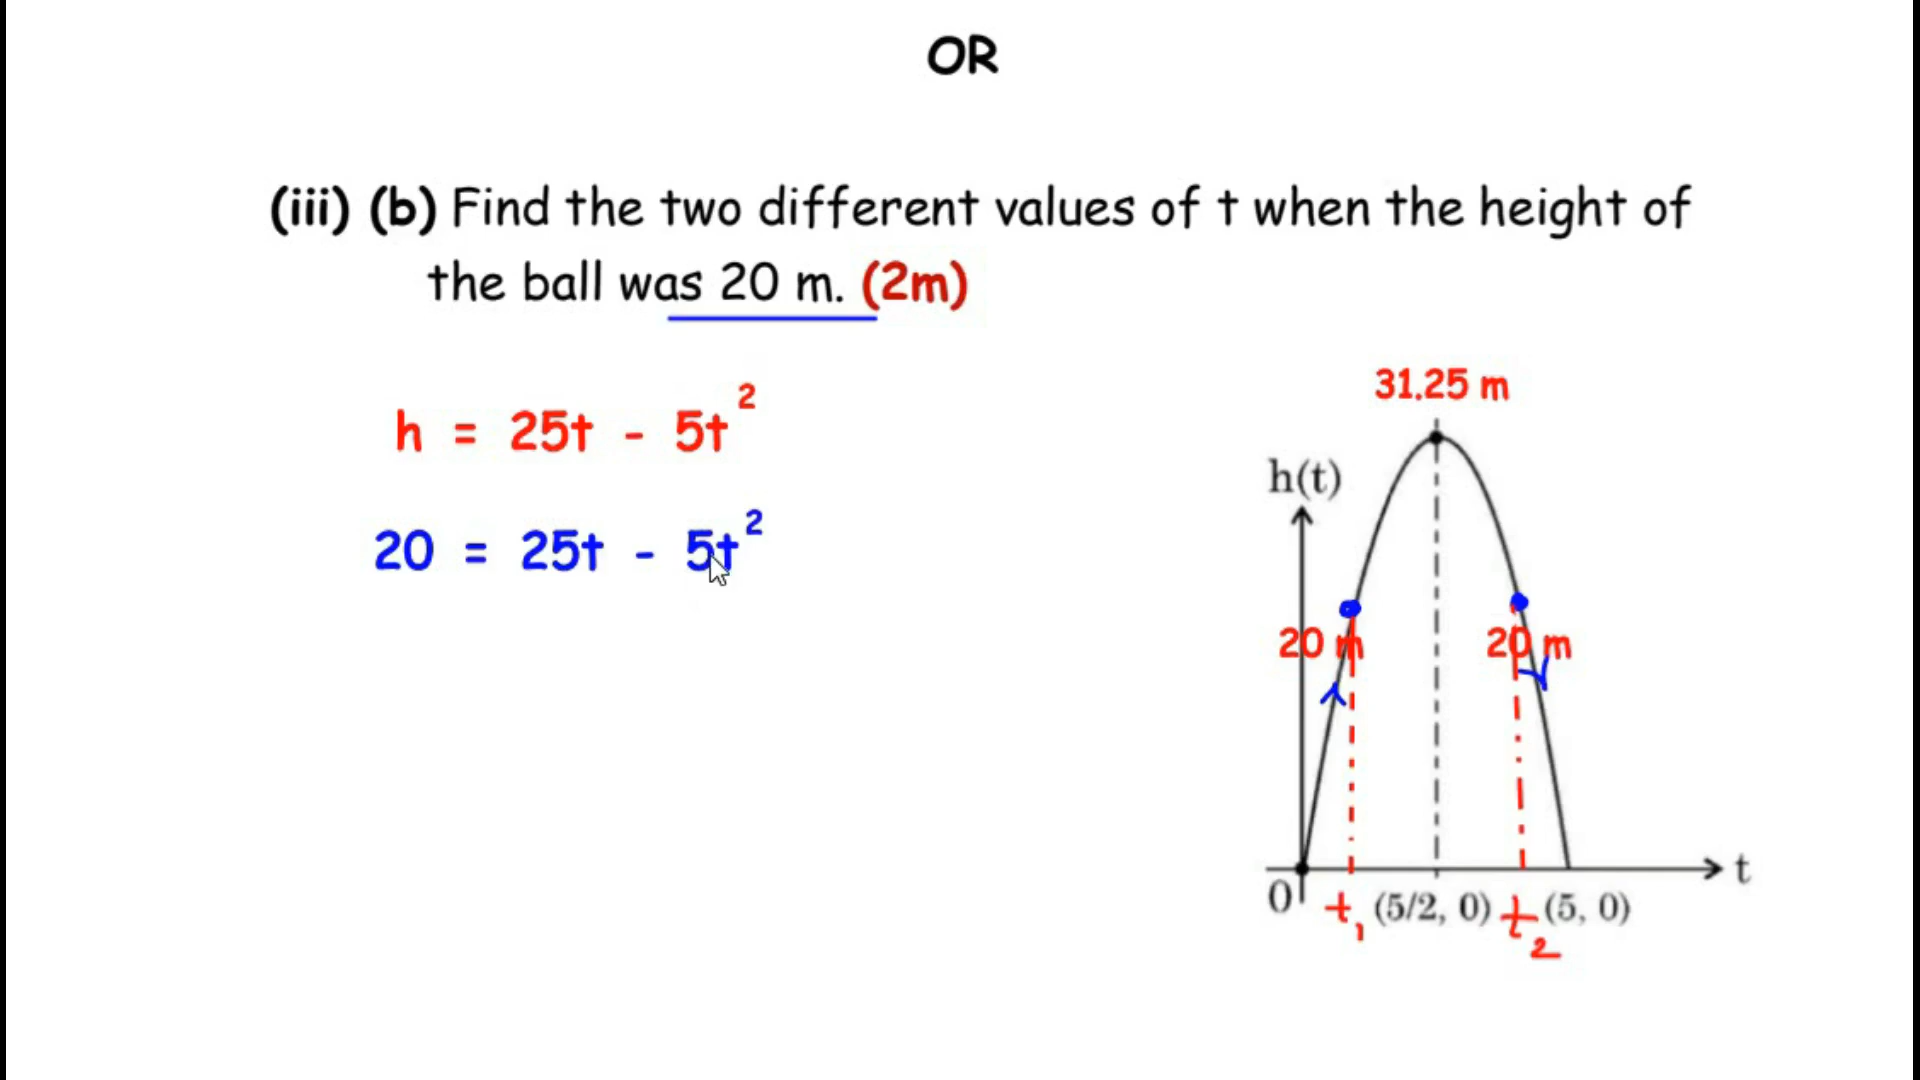 OR
(iii) (b) Find the two different values of t when the height of
the ball was 20 m. (2m)
h = 25t - 5t²
20 = 25t - 5t²
31.25 m
h(t)
20 m
20 m
t
0
t₁
(5/2, 0)
t₂
(5, 0)